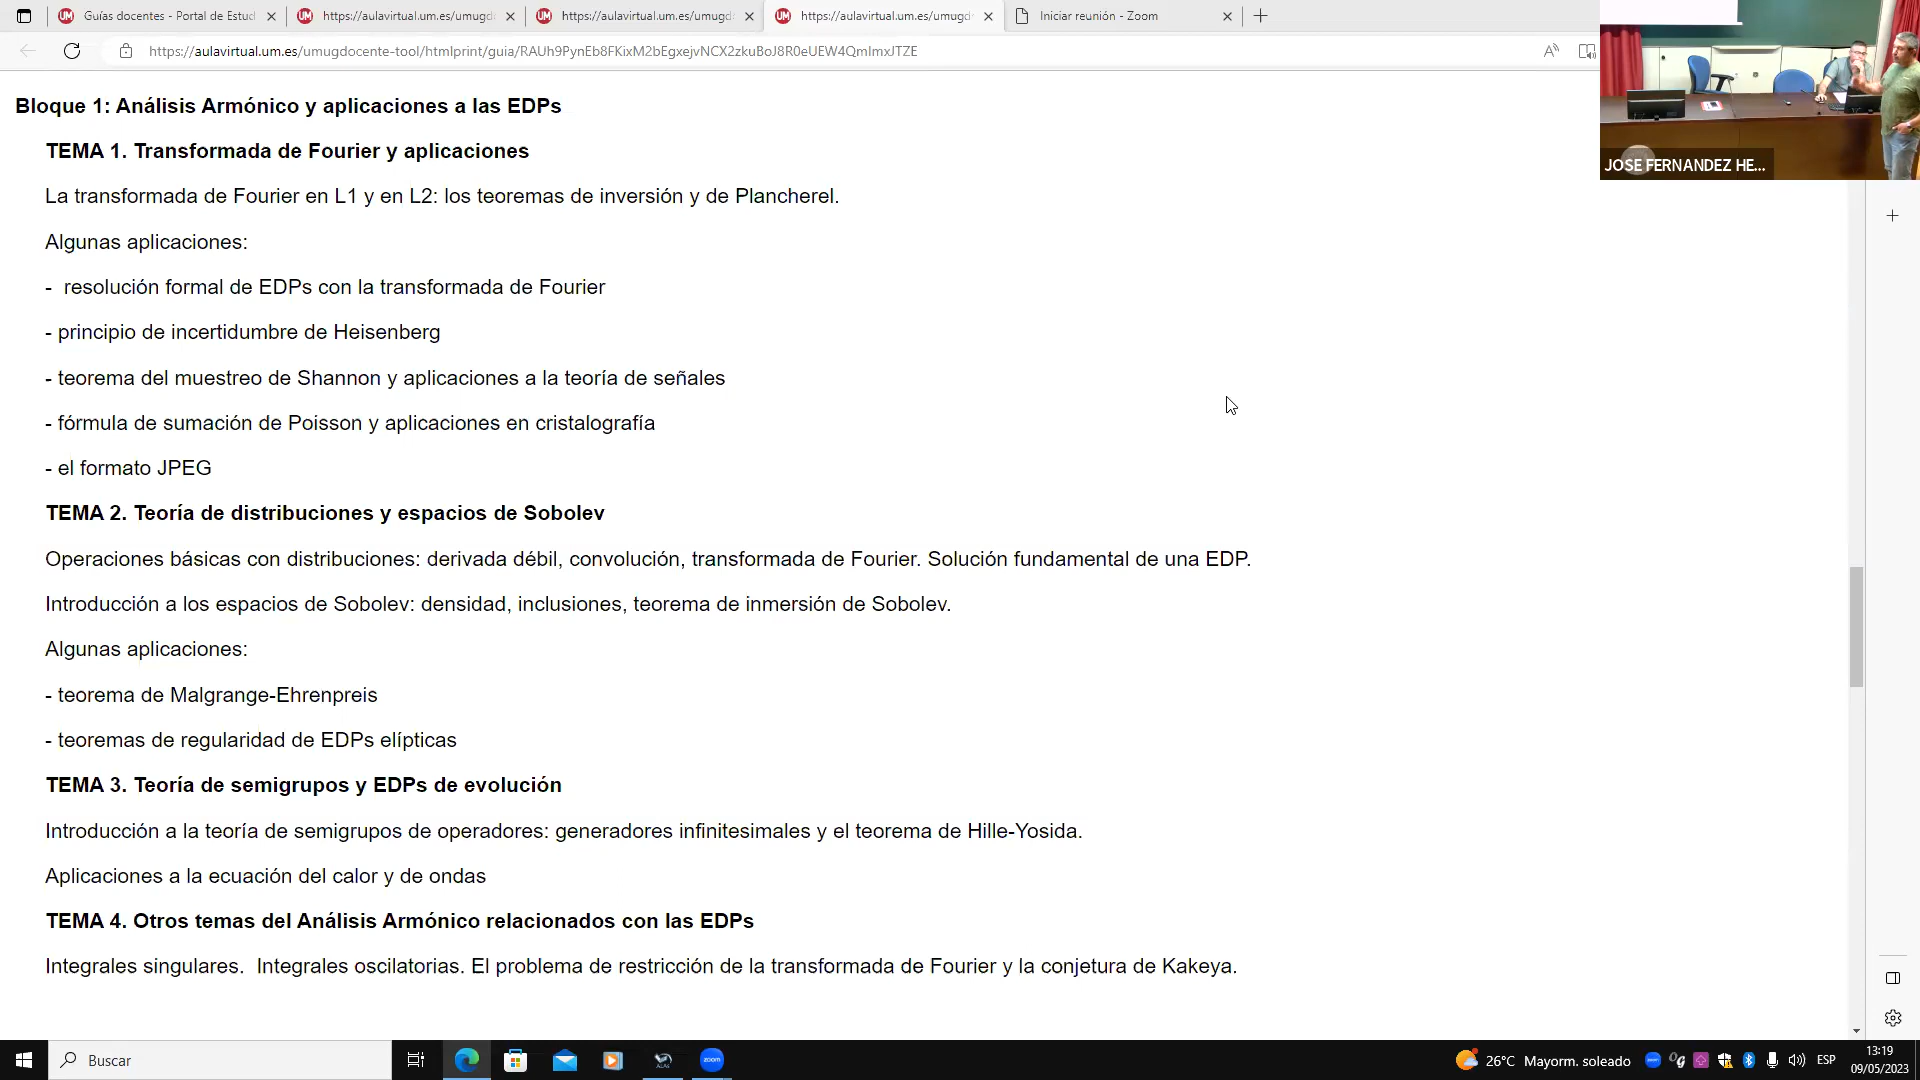 Guías docentes - Portal de Estud
https://aulavirtual.um.es/umugd
https://aulavirtual.um.es/umugd
https://aulavirtual.um.es/umugd
Iniciar reunión - Zoom
https://aulavirtual.um.es/umugdocente-tool/htmlprint/guia/RAUh9PynEb8FKixM2bEgxejvNCX2zkuBoJ8R0eUEW4QmImxJTZE
JOSE FERNANDEZ HE...
Bloque 1: Análisis Armónico y aplicaciones a las EDPs
TEMA 1. Transformada de Fourier y aplicaciones
La transformada de Fourier en L1 y en L2: los teoremas de inversión y de Plancherel.
Algunas aplicaciones:
- resolución formal de EDPs con la transformada de Fourier
- principio de incertidumbre de Heisenberg
- teorema del muestreo de Shannon y aplicaciones a la teoría de señales
- fórmula de sumación de Poisson y aplicaciones en cristalografía
- el formato JPEG
TEMA 2. Teoría de distribuciones y espacios de Sobolev
Operaciones básicas con distribuciones: derivada débil, convolución, transformada de Fourier. Solución fundamental de una EDP.
Introducción a los espacios de Sobolev: densidad, inclusiones, teorema de inmersión de Sobolev.
Algunas aplicaciones:
- teorema de Malgrange-Ehrenpreis
- teoremas de regularidad de EDPs elípticas
TEMA 3. Teoría de semigrupos y EDPs de evolución
Introducción a la teoría de semigrupos de operadores: generadores infinitesimales y el teorema de Hille-Yosida.
Aplicaciones a la ecuación del calor y de ondas
TEMA 4. Otros temas del Análisis Armónico relacionados con las EDPs
Integrales singulares. Integrales oscilatorias. El problema de restricción de la transformada de Fourier y la conjetura de Kakeya.
Buscar
zoom
26°C Mayorm. soleado
ESP
13:19
09/05/2023